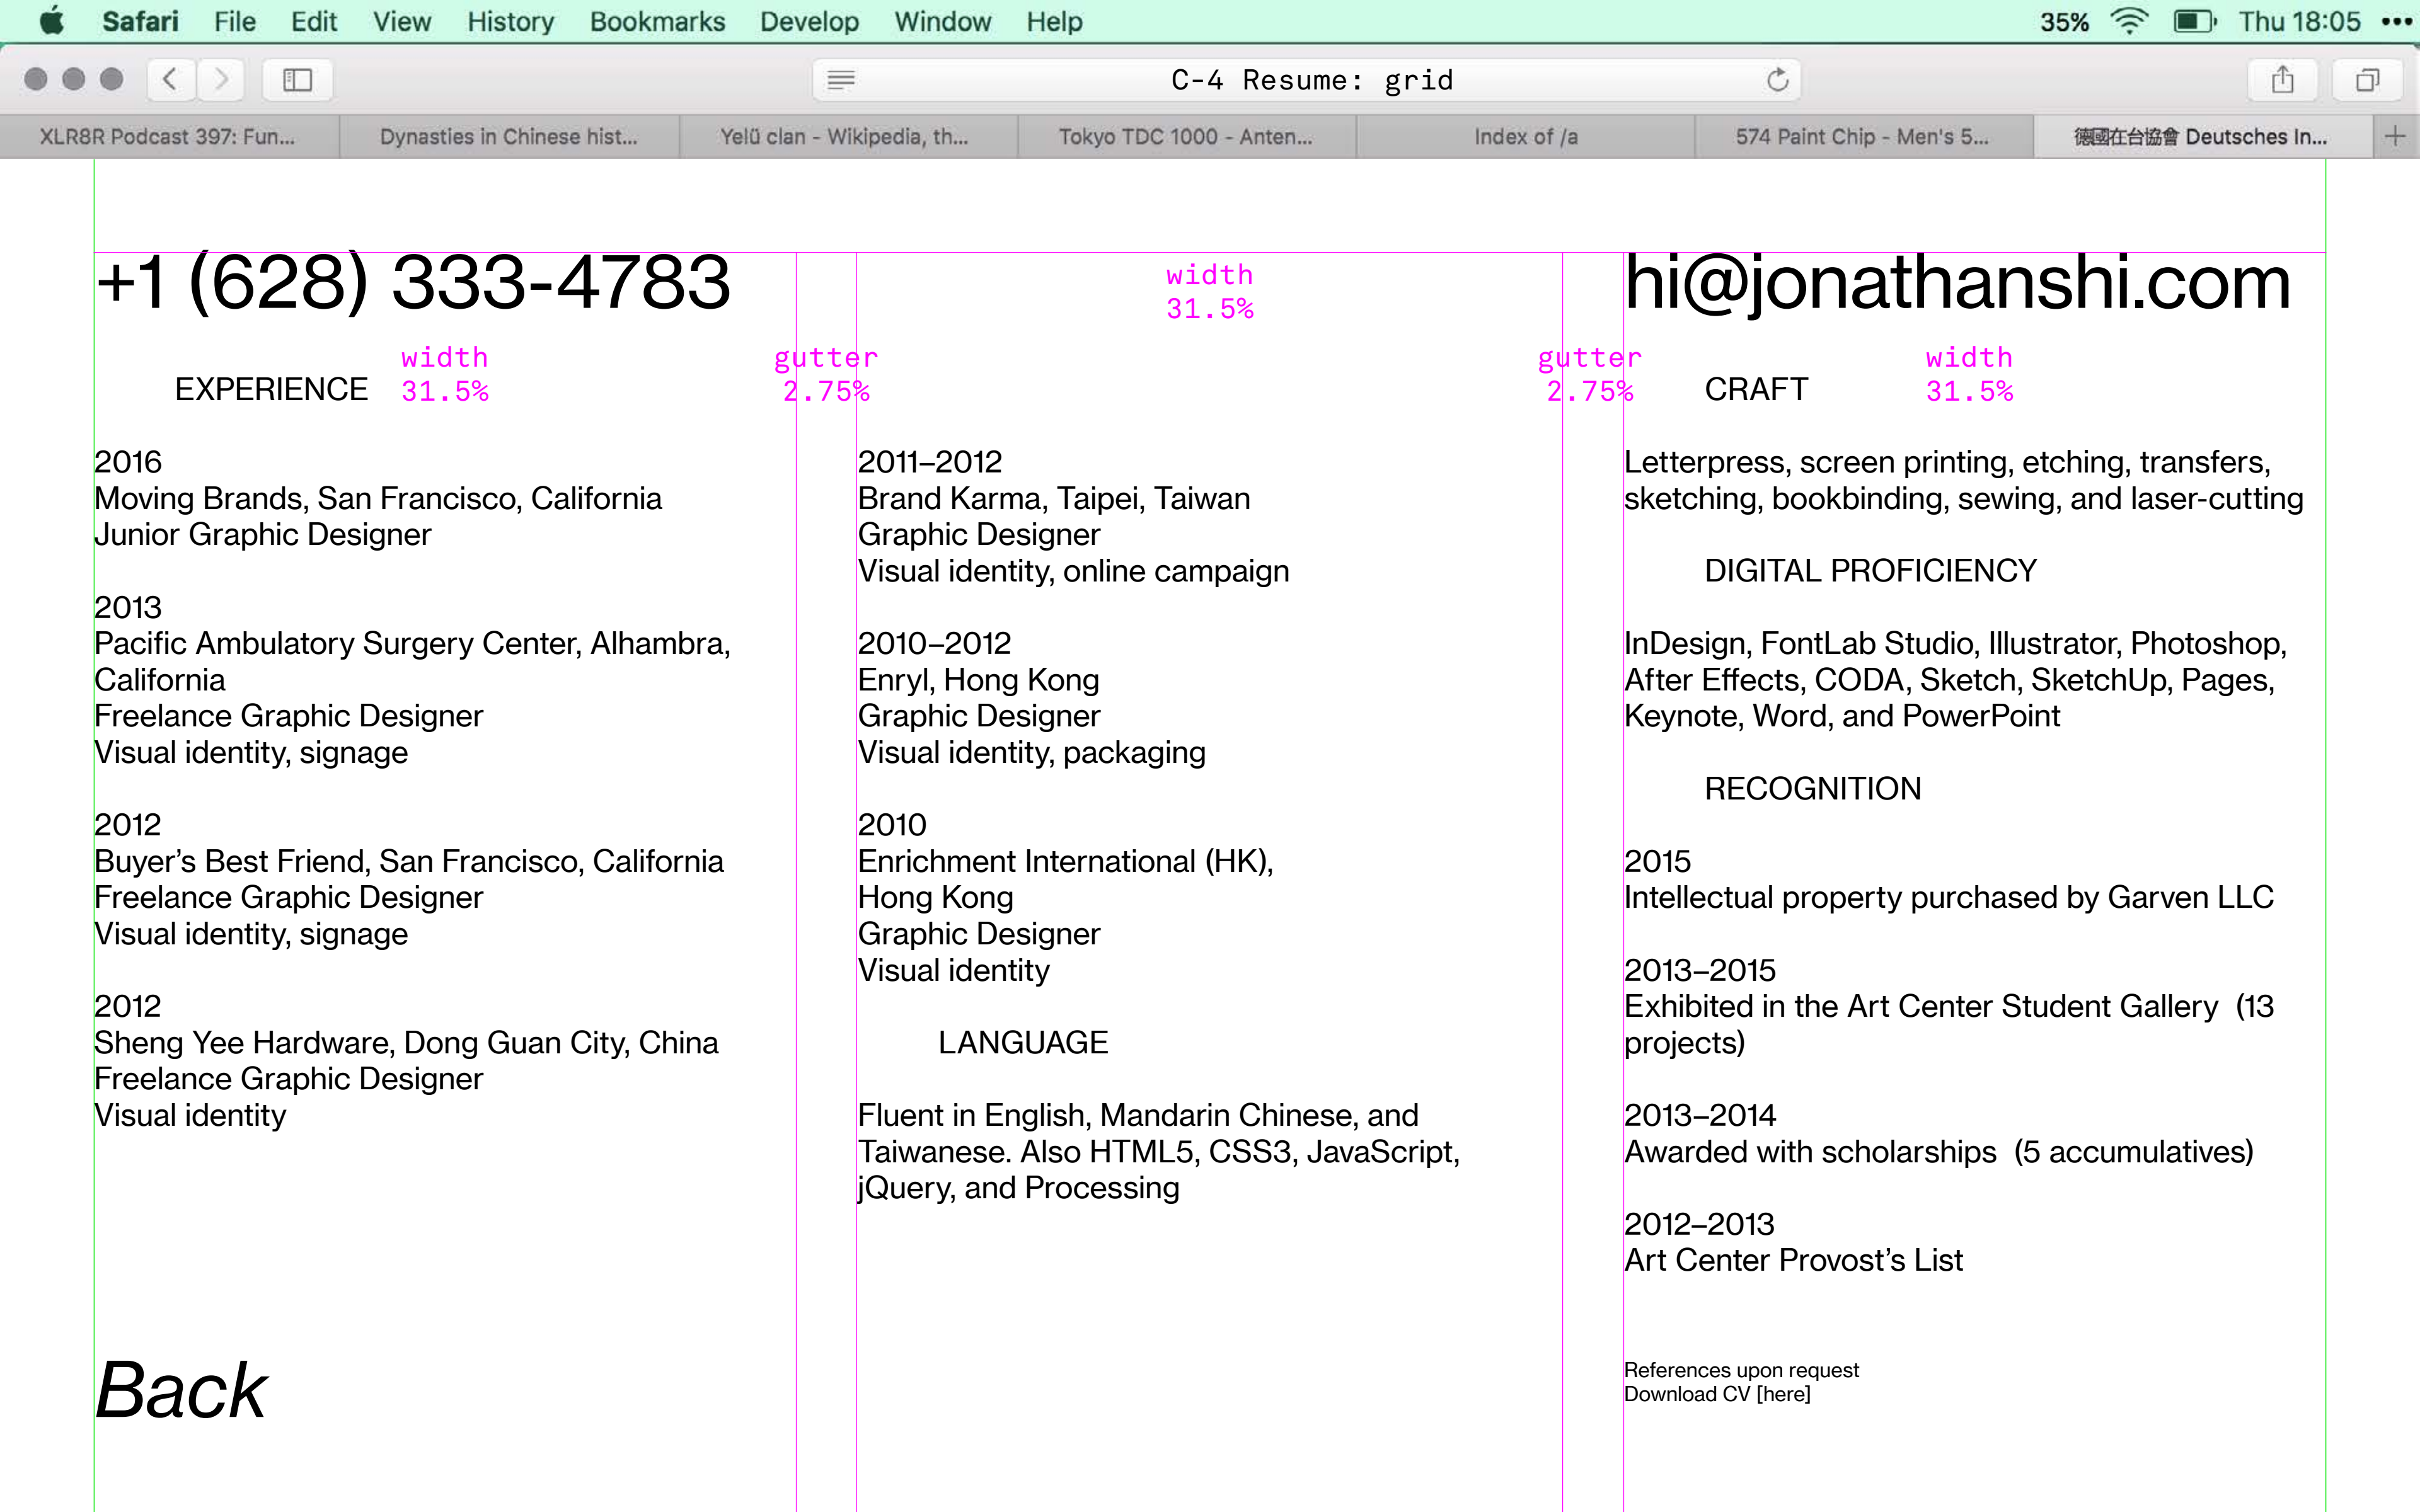 Safari File Edit View History Bookmarks Develop Window Help 35% Thu 18:05
C-4 Resume: grid
XLR8R Podcast 397: Fun...
Dynasties in Chinese hist...
Yelü clan - Wikipedia, th...
Tokyo TDC 1000 - Anten...
Index of /a
574 Paint Chip - Men's 5...
德國在台協會 Deutsches In...
+1 (628) 333-4783
width
31.5%
gutter
2.75%
EXPERIENCE
2016
Moving Brands, San Francisco, California
Junior Graphic Designer
2013
Pacific Ambulatory Surgery Center, Alhambra,
California
Freelance Graphic Designer
Visual identity, signage
2012
Buyer’s Best Friend, San Francisco, California
Freelance Graphic Designer
Visual identity, signage
2012
Sheng Yee Hardware, Dong Guan City, China
Freelance Graphic Designer
Visual identity
Back
width
31.5%
gutter
2.75%
2011–2012
Brand Karma, Taipei, Taiwan
Graphic Designer
Visual identity, online campaign
2010–2012
Enryl, Hong Kong
Graphic Designer
Visual identity, packaging
2010
Enrichment International (HK),
Hong Kong
Graphic Designer
Visual identity
LANGUAGE
Fluent in English, Mandarin Chinese, and
Taiwanese. Also HTML5, CSS3, JavaScript,
jQuery, and Processing
hi@jonathanshi.com
width
31.5%
CRAFT
Letterpress, screen printing, etching, transfers,
sketching, bookbinding, sewing, and laser-cutting
DIGITAL PROFICIENCY
InDesign, FontLab Studio, Illustrator, Photoshop,
After Effects, CODA, Sketch, SketchUp, Pages,
Keynote, Word, and PowerPoint
RECOGNITION
2015
Intellectual property purchased by Garven LLC
2013–2015
Exhibited in the Art Center Student Gallery (13
projects)
2013–2014
Awarded with scholarships (5 accumulatives)
2012–2013
Art Center Provost’s List
References upon request
Download CV [here]